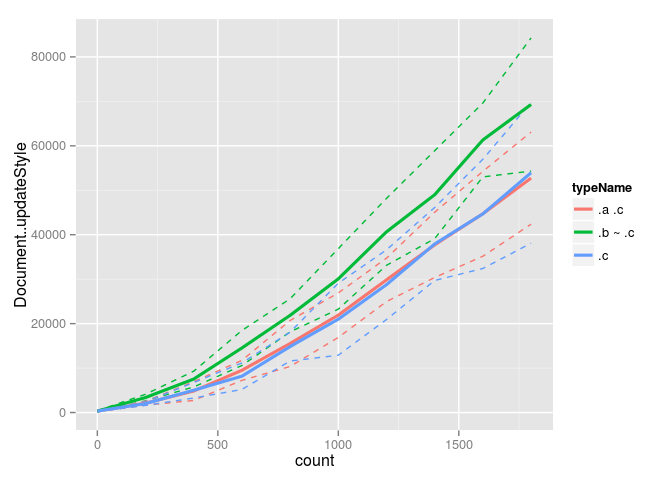 80000
60000
40000
20000
0
0
500
1000
1500
count
Document::updateStyle
typeName
.a .c
.b ~ .c
.c